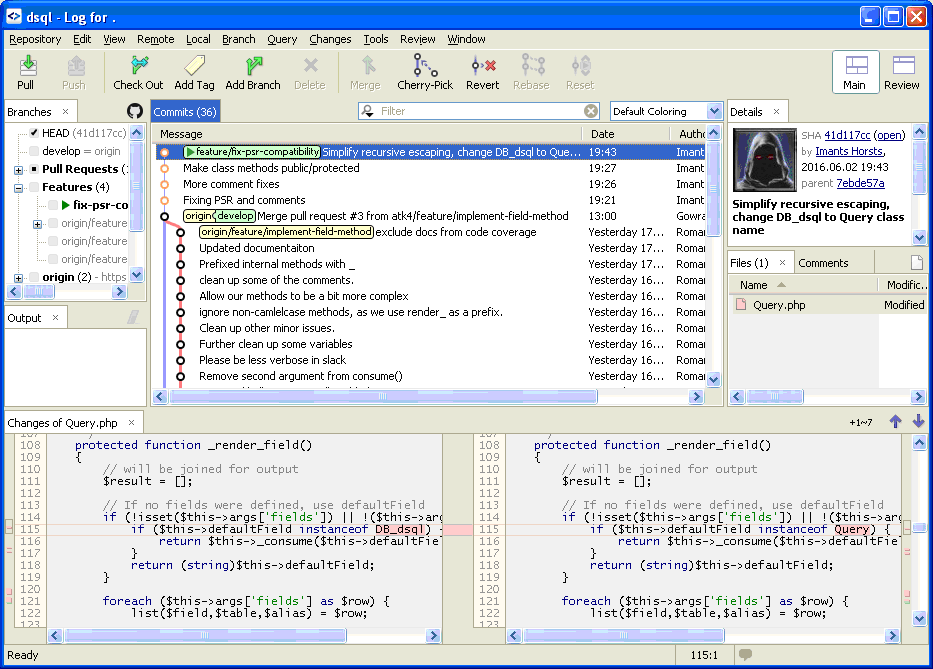 dsql - Log for .
Repository Edit View Remote Local Branch Query Changes Tools Review Window
Pull Push Check Out Add Tag Add Branch Delete Merge Cherry-Pick Revert Rebase Reset Main Review
Branches ×
HEAD (41d117cc)
develop = origin
Pull Requests (
Features (4)
fix-psr-co
origin/feature
origin/feature
origin/feature
origin (2) - https
Output ×
Commits (36)
Filter
Default Coloring
Message Date Autho
feature/fix-psr-compatibility Simplify recursive escaping, change DB_dsql to Que... 19:43 Imant
Make class methods public/protected 19:27 Imant
More comment fixes 19:26 Imant
Fixing PSR and comments 19:21 Imant
origin/ develop Merge pull request #3 from atk4/feature/implement-field-method 13:00 Gowra
origin/feature/implement-field-method exclude docs from code coverage Yesterday 17... Roman
Updated documentaiton Yesterday 17... Roman
Prefixed internal methods with _ Yesterday 17... Roman
clean up some of the comments. Yesterday 17... Roman
Allow our methods to be a bit more complex Yesterday 16... Roman
ignore non-camlelcase methods, as we use render_ as a prefix. Yesterday 16... Roman
Clean up other minor issues. Yesterday 16... Roman
Further clean up some variables Yesterday 16... Roman
Please be less verbose in slack Yesterday 16... Roman
Remove second argument from consume() Yesterday 16... Roman
Details ×
SHA 41d117cc (open)
by Imants Horsts,
2016.06.02 19:43
parent 7ebde57a
Simplify recursive escaping,
change DB_dsql to Query class
name
Files (1) × Comments
Name Modific..
Query.php Modified
Changes of Query.php × +1~7
108 protected function _render_field()
109 {
110 // will be joined for output
111 $result = [];
112
113 // If no fields were defined, use defaultField
114 if (!isset($this->args['fields']) || !($this->arg
115 if ($this->defaultField instanceof DB_dsql) {
116 return $this->_consume($this->defaultFie
117 }
118 return (string)$this->defaultField;
119 }
120
121 foreach ($this->args['fields'] as $row) {
122 list($field,$table,$alias) = $row;
123
108 protected function _render_field()
109 {
110 // will be joined for output
111 $result = [];
112
113 // If no fields were defined, use defaultField
114 if (!isset($this->args['fields']) || !($this->arg
115 if ($this->defaultField instanceof Query) {
116 return $this->_consume($this->defaultFie
117 }
118 return (string)$this->defaultField;
119 }
120
121 foreach ($this->args['fields'] as $row) {
122 list($field,$table,$alias) = $row;
123
Ready 115:1